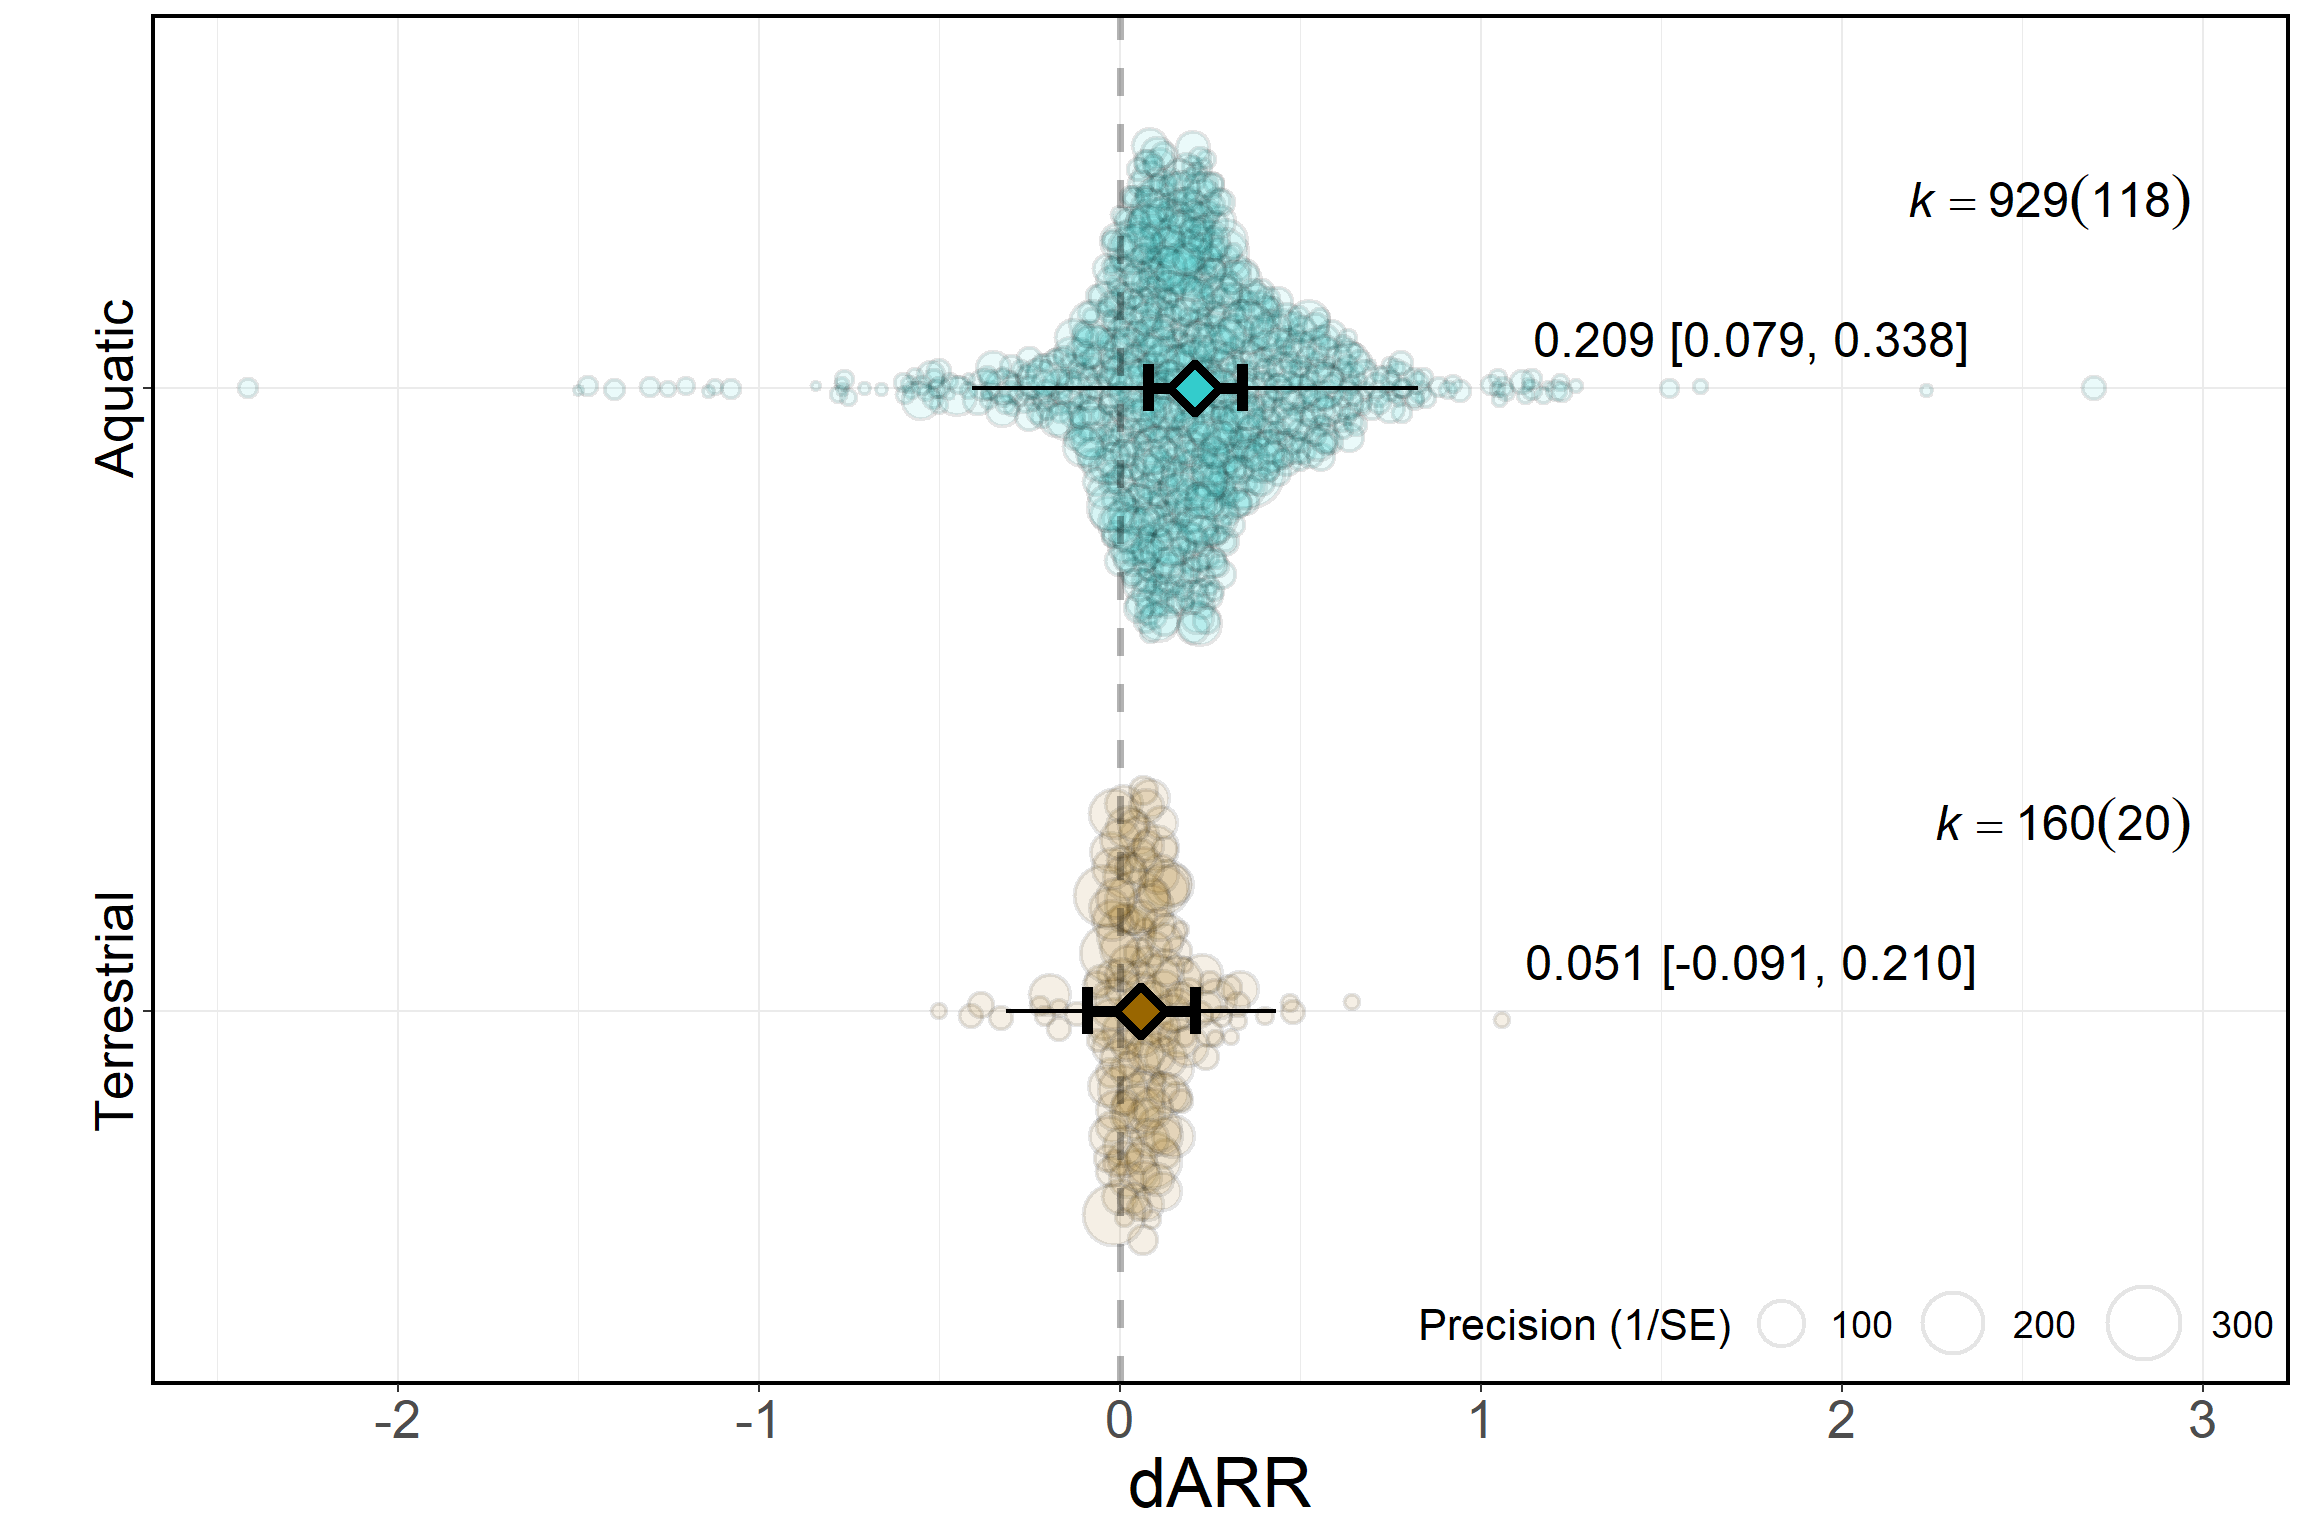 k = 929(118)
0.209 [0.079, 0.338]
Aquatic
k = 160(20)
0.051 [-0.091, 0.210]
Terrestrial
Precision (1/SE) 100 200 300
-2 -1 0 1 2 3
dARR